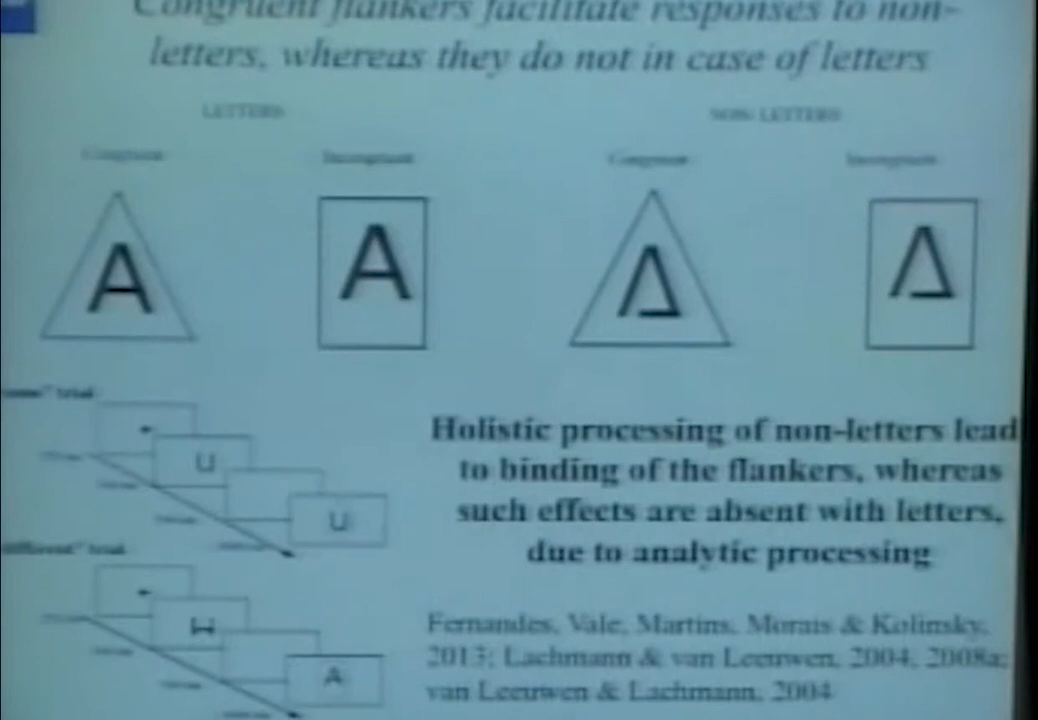 Congruent flankers facilitate responses to non-
letters, whereas they do not in case of letters
LETTERS
NON-LETTERS
Congruent
Incongruent
Congruent
Incongruent
A
A
trial
U
U
Holistic processing of non-letters lead
to binding of the flankers, whereas
such effects are absent with letters,
due to analytic processing
trial
A
Fernandes, Vale, Martins, Morais & Kolinsky,
2013; Lachmann & van Leeuwen, 2004, 2008a;
van Leeuwen & Lachmann, 2004